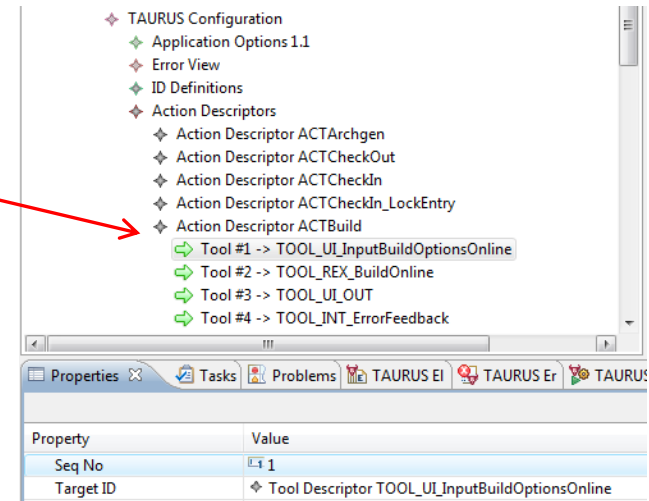 TAURUS Configuration
Application Options 1.1
Error View
ID Definitions
Action Descriptors
Action Descriptor ACTArchgen
Action Descriptor ACTCheckOut
Action Descriptor ACTCheckIn
Action Descriptor ACTCheckIn_LockEntry
Action Descriptor ACTBuild
Tool #1 -> TOOL_UI_InputBuildOptionsOnline
Tool #2 -> TOOL_REX_BuildOnline
Tool #3 -> TOOL_UI_OUT
Tool #4 -> TOOL_INT_ErrorFeedback
Properties Tasks Problems TAURUS El TAURUS Er TAURUS
Property Value
Seq No 1
Target ID Tool Descriptor TOOL_UI_InputBuildOptionsOnline